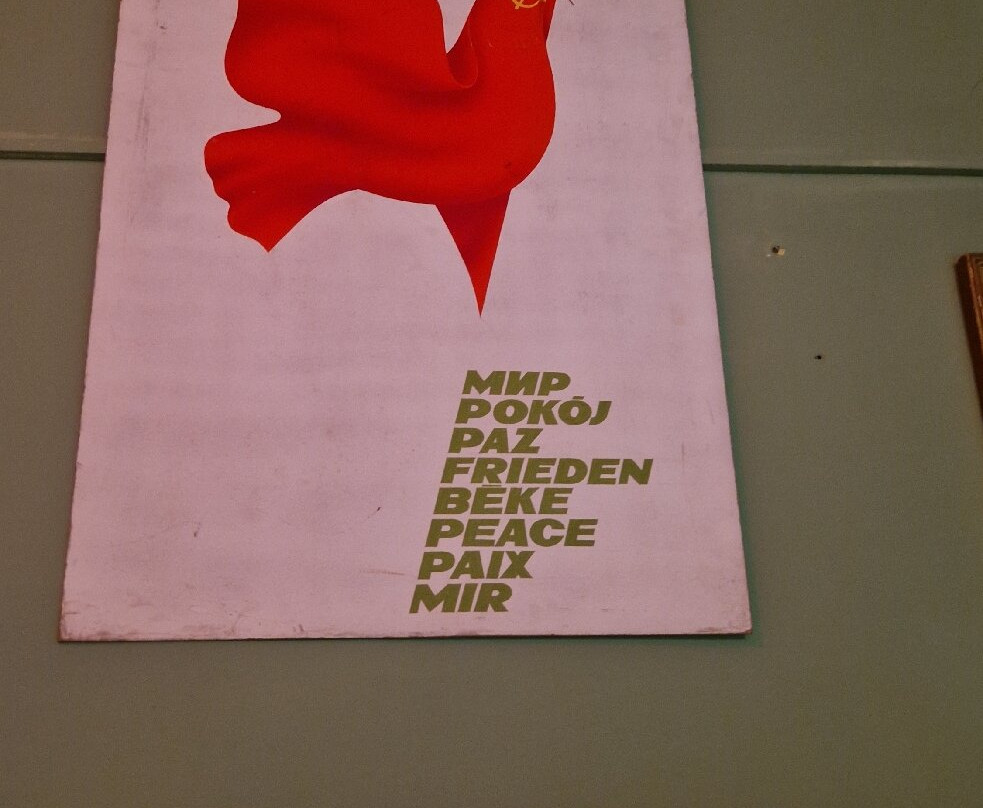 МИР
POKÓJ
PAZ
FRIEDEN
BÉKE
PEACE
PAIX
MIR